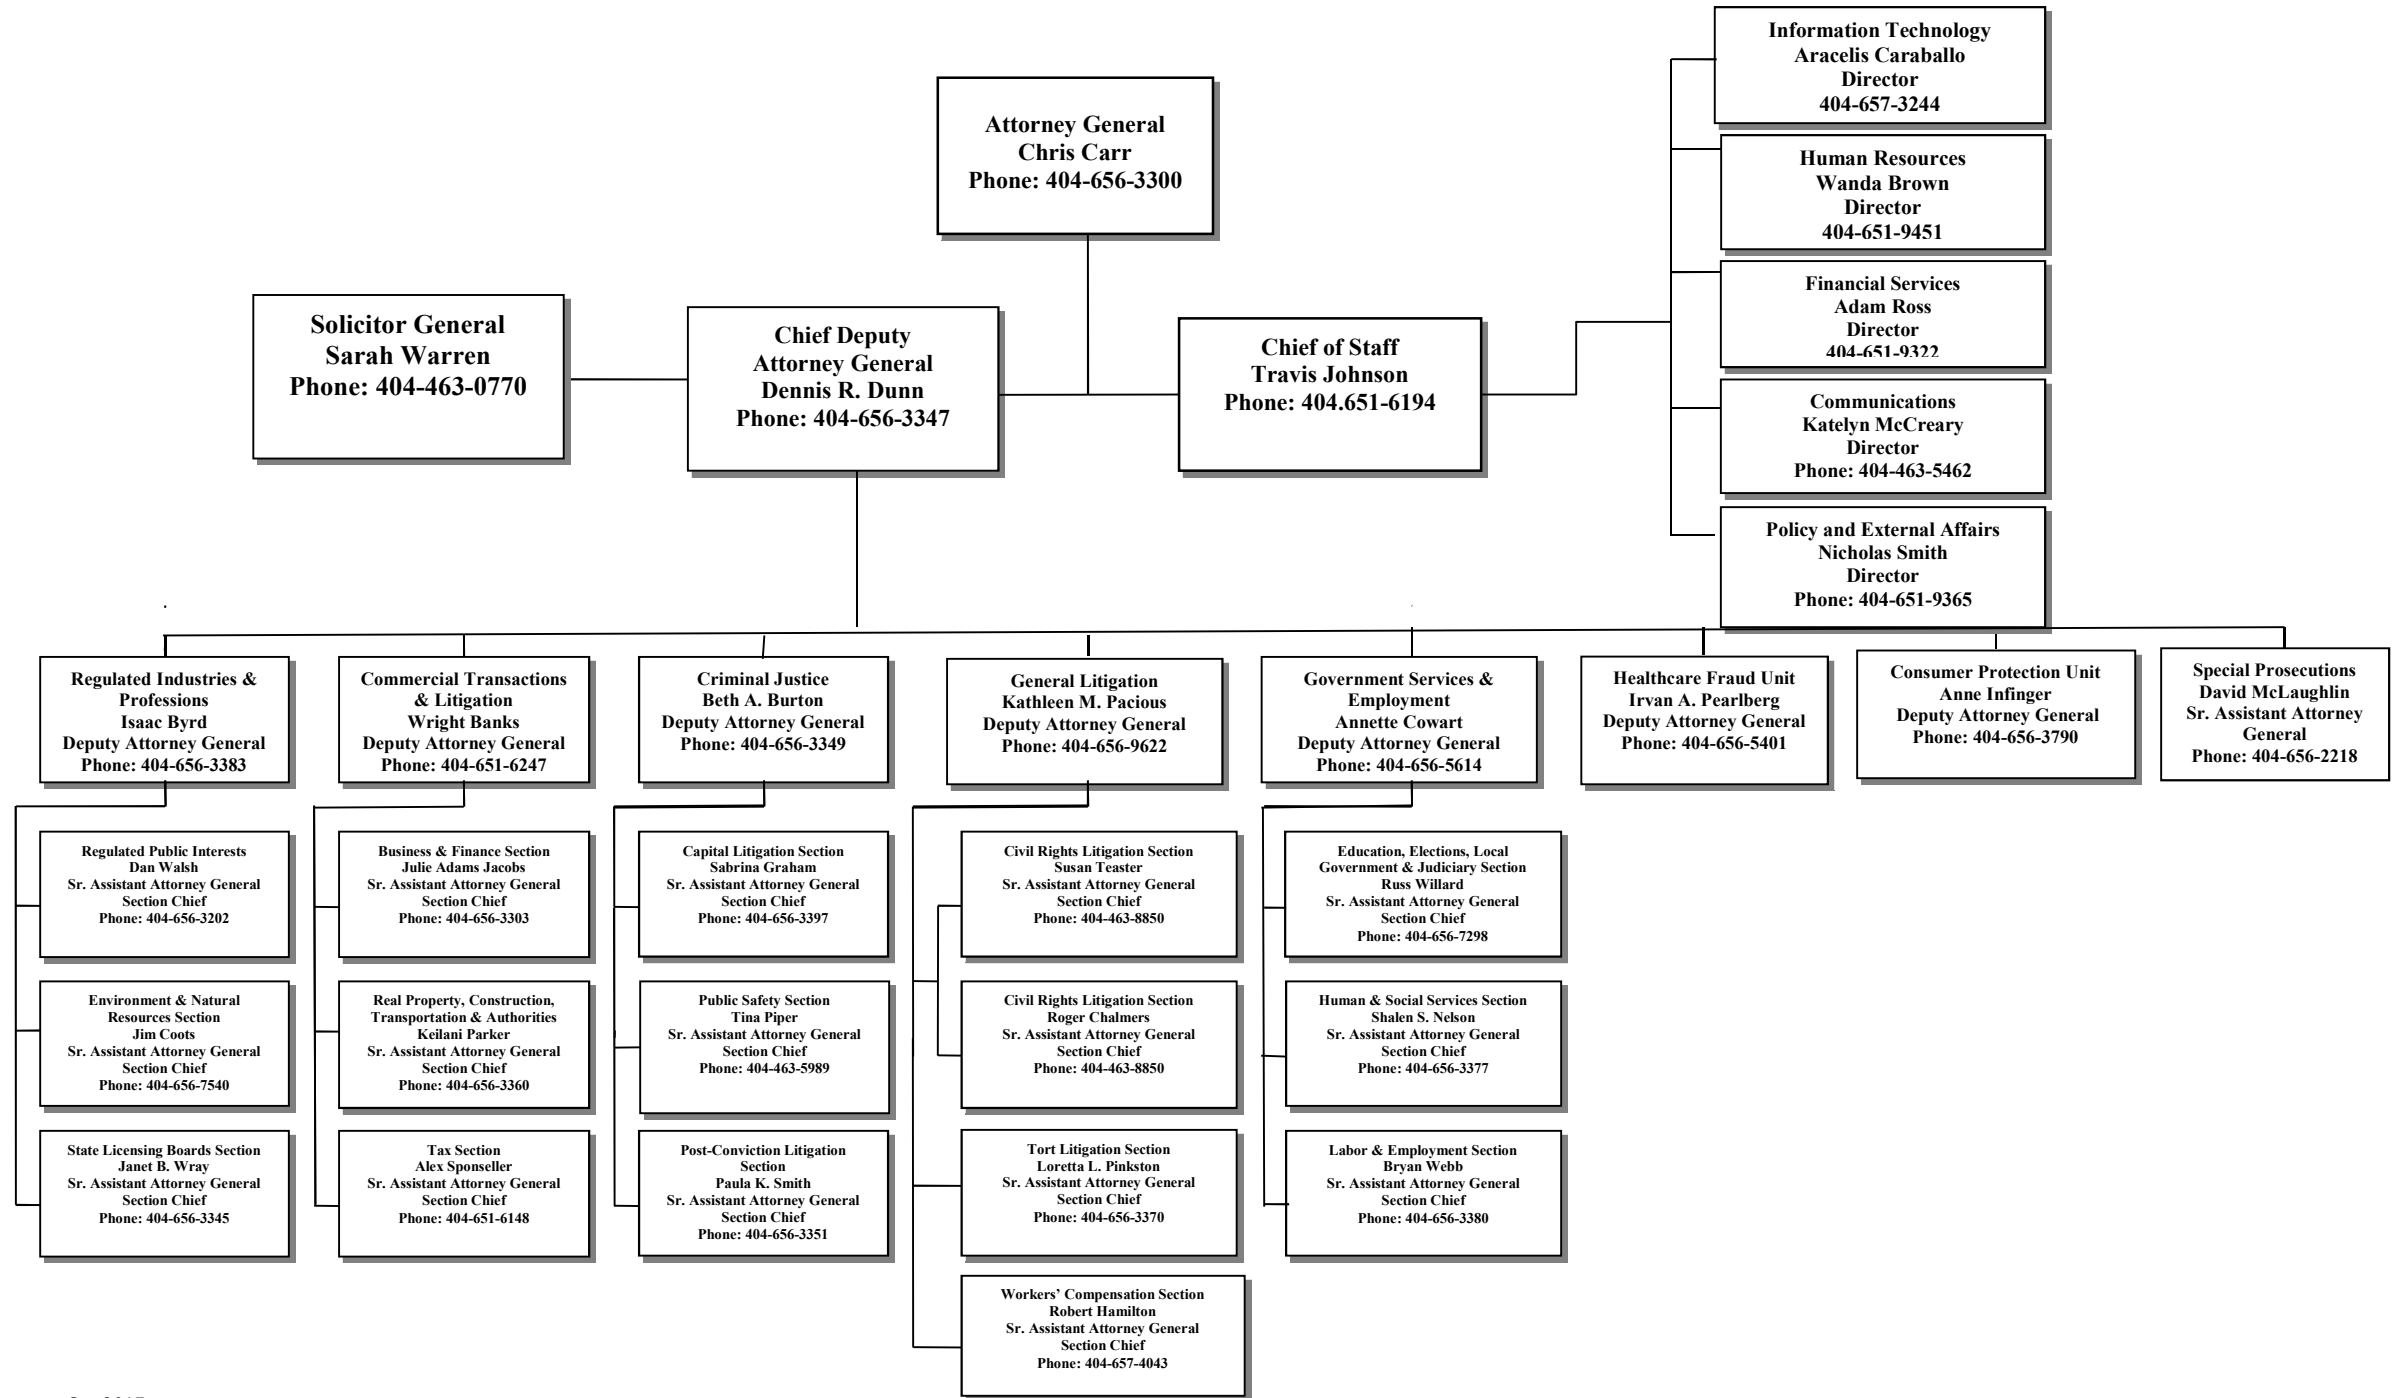 Attorney General
Chris Carr
Phone: 404-656-3300
Solicitor General
Sarah Warren
Phone: 404-463-0770
Chief Deputy
Attorney General
Dennis R. Dunn
Phone: 404-656-3347
Chief of Staff
Travis Johnson
Phone: 404.651-6194
Information Technology
Aracelis Caraballo
Director
404-657-3244
Human Resources
Wanda Brown
Director
404-651-9451
Financial Services
Adam Ross
Director
404-651-9322
Communications
Katelyn McCreary
Director
Phone: 404-463-5462
Policy and External Affairs
Nicholas Smith
Director
Phone: 404-651-9365
Regulated Industries &
Professions
Isaac Byrd
Deputy Attorney General
Phone: 404-656-3383
Commercial Transactions
& Litigation
Wright Banks
Deputy Attorney General
Phone: 404-651-6247
Criminal Justice
Beth A. Burton
Deputy Attorney General
Phone: 404-656-3349
General Litigation
Kathleen M. Pacious
Deputy Attorney General
Phone: 404-656-9622
Government Services &
Employment
Annette Cowart
Deputy Attorney General
Phone: 404-656-5614
Healthcare Fraud Unit
Irvan A. Pearlberg
Deputy Attorney General
Phone: 404-656-5401
Consumer Protection Unit
Anne Infinger
Deputy Attorney General
Phone: 404-656-3790
Special Prosecutions
David McLaughlin
Sr. Assistant Attorney
General
Phone: 404-656-2218
Regulated Public Interests
Dan Walsh
Sr. Assistant Attorney General
Section Chief
Phone: 404-656-3202
Environment & Natural
Resources Section
Jim Coots
Sr. Assistant Attorney General
Section Chief
Phone: 404-656-7540
State Licensing Boards Section
Janet B. Wray
Sr. Assistant Attorney General
Section Chief
Phone: 404-656-3345
Business & Finance Section
Julie Adams Jacobs
Sr. Assistant Attorney General
Section Chief
Phone: 404-656-3303
Real Property, Construction,
Transportation & Authorities
Keilani Parker
Sr. Assistant Attorney General
Section Chief
Phone: 404-656-3360
Tax Section
Alex Sponseller
Sr. Assistant Attorney General
Section Chief
Phone: 404-651-6148
Capital Litigation Section
Sabrina Graham
Sr. Assistant Attorney General
Section Chief
Phone: 404-656-3397
Public Safety Section
Tina Piper
Sr. Assistant Attorney General
Section Chief
Phone: 404-463-5989
Post-Conviction Litigation
Section
Paula K. Smith
Sr. Assistant Attorney General
Section Chief
Phone: 404-656-3351
Civil Rights Litigation Section
Susan Teaster
Sr. Assistant Attorney General
Section Chief
Phone: 404-463-8850
Civil Rights Litigation Section
Roger Chalmers
Sr. Assistant Attorney General
Section Chief
Phone: 404-463-8850
Tort Litigation Section
Loretta L. Pinkston
Sr. Assistant Attorney General
Section Chief
Phone: 404-656-3370
Workers’ Compensation Section
Robert Hamilton
Sr. Assistant Attorney General
Section Chief
Phone: 404-657-4043
Education, Elections, Local
Government & Judiciary Section
Russ Willard
Sr. Assistant Attorney General
Section Chief
Phone: 404-656-7298
Human & Social Services Section
Shalen S. Nelson
Sr. Assistant Attorney General
Section Chief
Phone: 404-656-3377
Labor & Employment Section
Bryan Webb
Sr. Assistant Attorney General
Section Chief
Phone: 404-656-3380